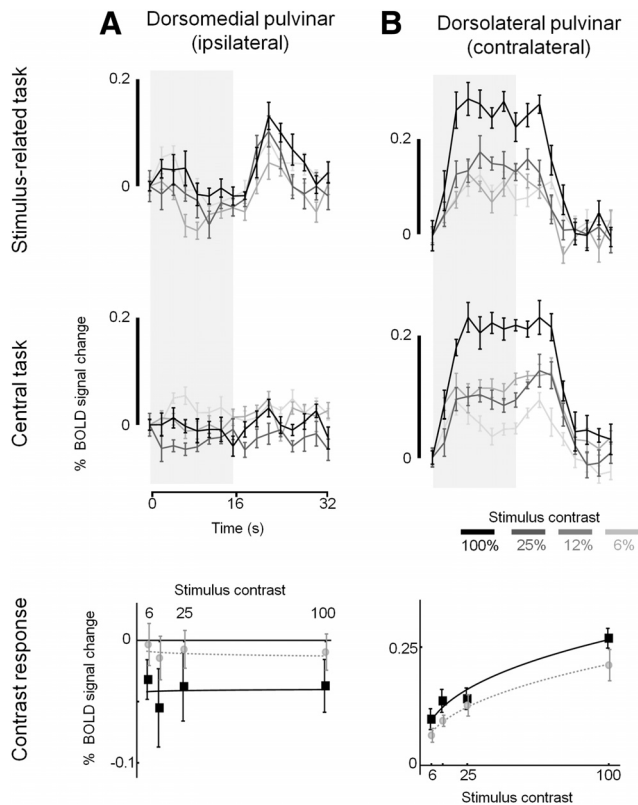 A
Dorsomedial pulvinar
(ipsilateral)
B
Dorsolateral pulvinar
(contralateral)
Stimulus-related task
0.2
0
0.2
0
Central task
% BOLD signal change
0.2
0
0.2
0
0 16 32
Time (s)
Stimulus contrast
100% 25% 12% 6%
Contrast response
% BOLD signal change
Stimulus contrast
6 25 100
0
-0.1
0.25
0
6 25 100
Stimulus contrast